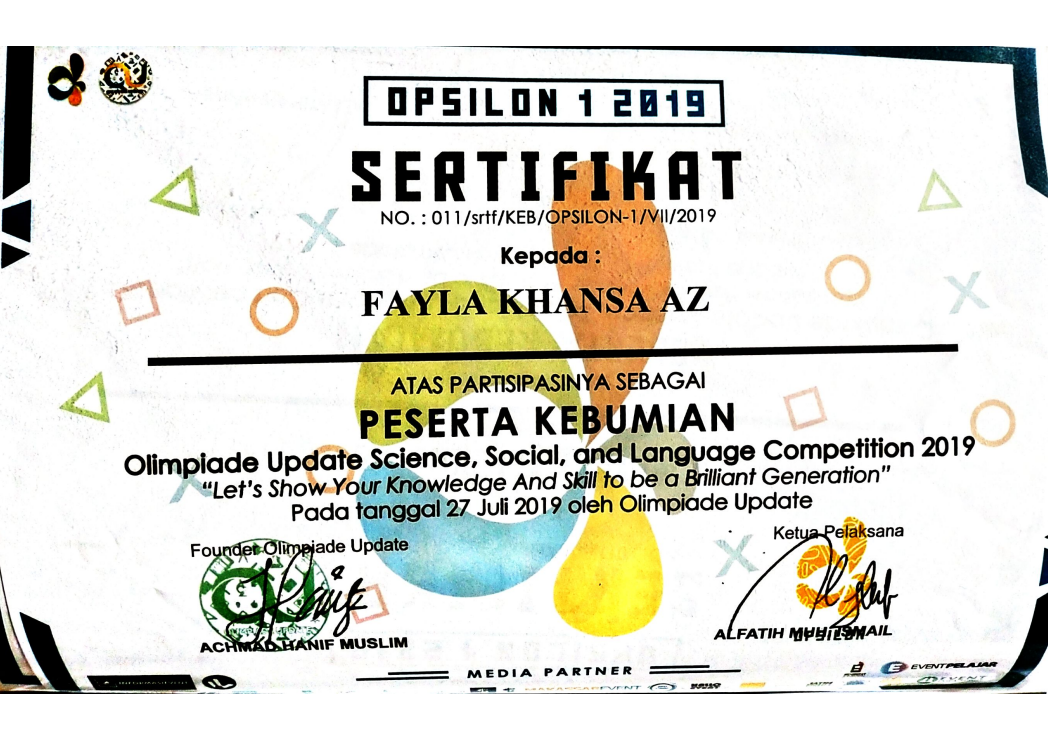 OPSILON 1 2019
SERTIFIKAT
NO. : 011/srtf/KEB/OPSILON-1/VII/2019
Kepada :
FAYLA KHANSA AZ
ATAS PARTISIPASINYA SEBAGAI
PESERTA KEBUMIAN
Olimpiade Update Science, Social, and Language Competition 2019
“Let’s Show Your Knowledge And Skill to be a Brilliant Generation”
Pada tanggal 27 Juli 2019 oleh Olimpiade Update
Founder Olimpiade Update
Ketua Pelaksana
ACHMAD HANIF MUSLIM
ALFATIH MUH ISMAIL
OPSILON
MEDIA PARTNER
EVENTPELAJAR